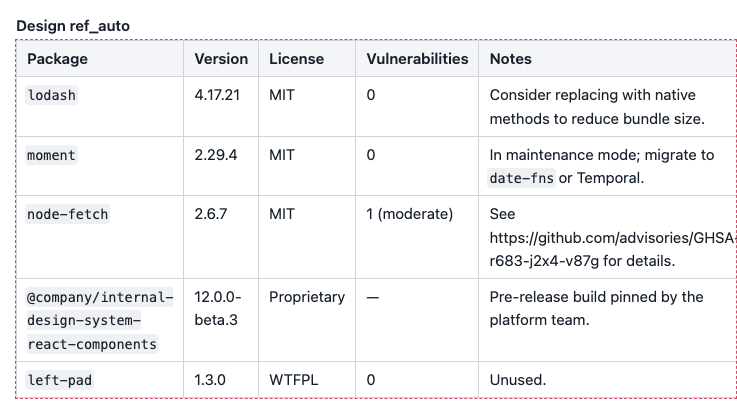 Design ref_auto
Package Version License Vulnerabilities Notes
lodash 4.17.21 MIT 0 Consider replacing with native
methods to reduce bundle size.
moment 2.29.4 MIT 0 In maintenance mode; migrate to
date-fns or Temporal.
node-fetch 2.6.7 MIT 1 (moderate) See
https://github.com/advisories/GHSA-
r683-j2x4-v87g for details.
@company/internal- 12.0.0- Proprietary — Pre-release build pinned by the
design-system- beta.3 platform team.
react-components
left-pad 1.3.0 WTFPL 0 Unused.